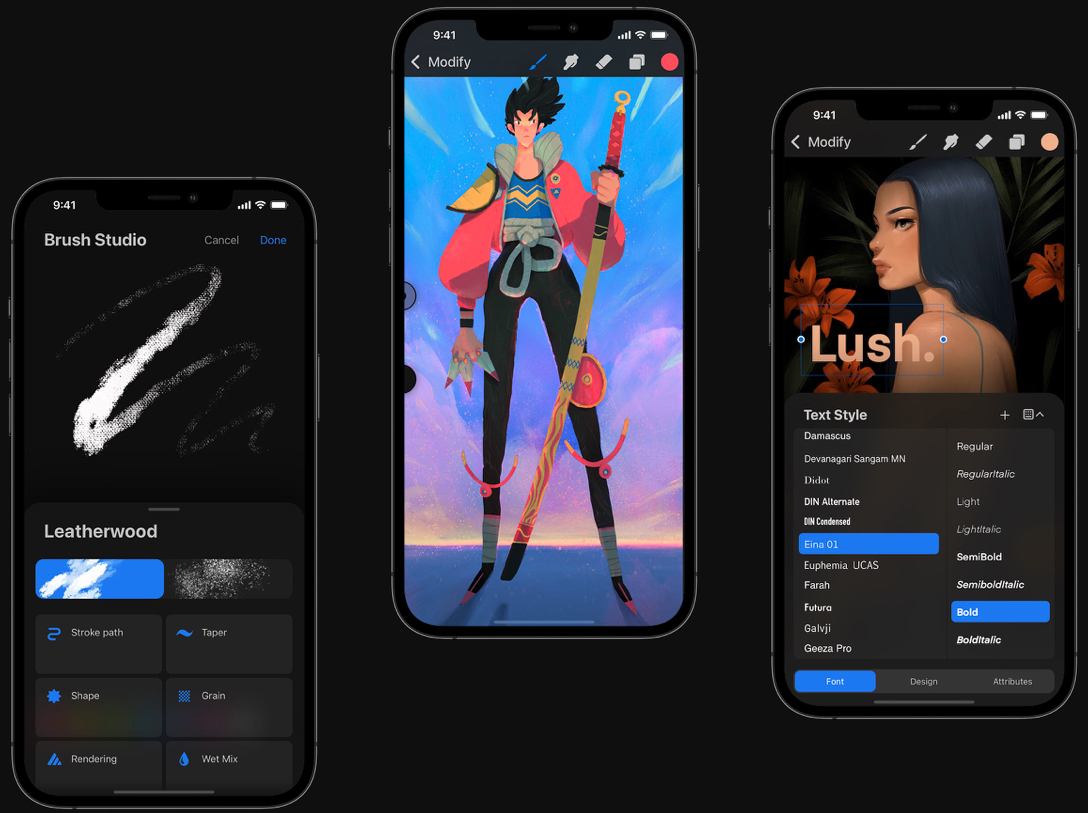 9:41
Brush Studio Cancel Done
Leatherwood
Stroke path Taper
Shape Grain
Rendering Wet Mix
9:41
Modify
9:41
Modify
Lush.
Text Style
Damascus
Devanagari Sangam MN
Didot
DIN Alternate
DIN Condensed
Eina 01
Euphemia UCAS
Farah
Futura
Galvji
Geeza Pro
Regular
RegularItalic
Light
LightItalic
SemiBold
SemiboldItalic
Bold
BoldItalic
Font Design Attributes